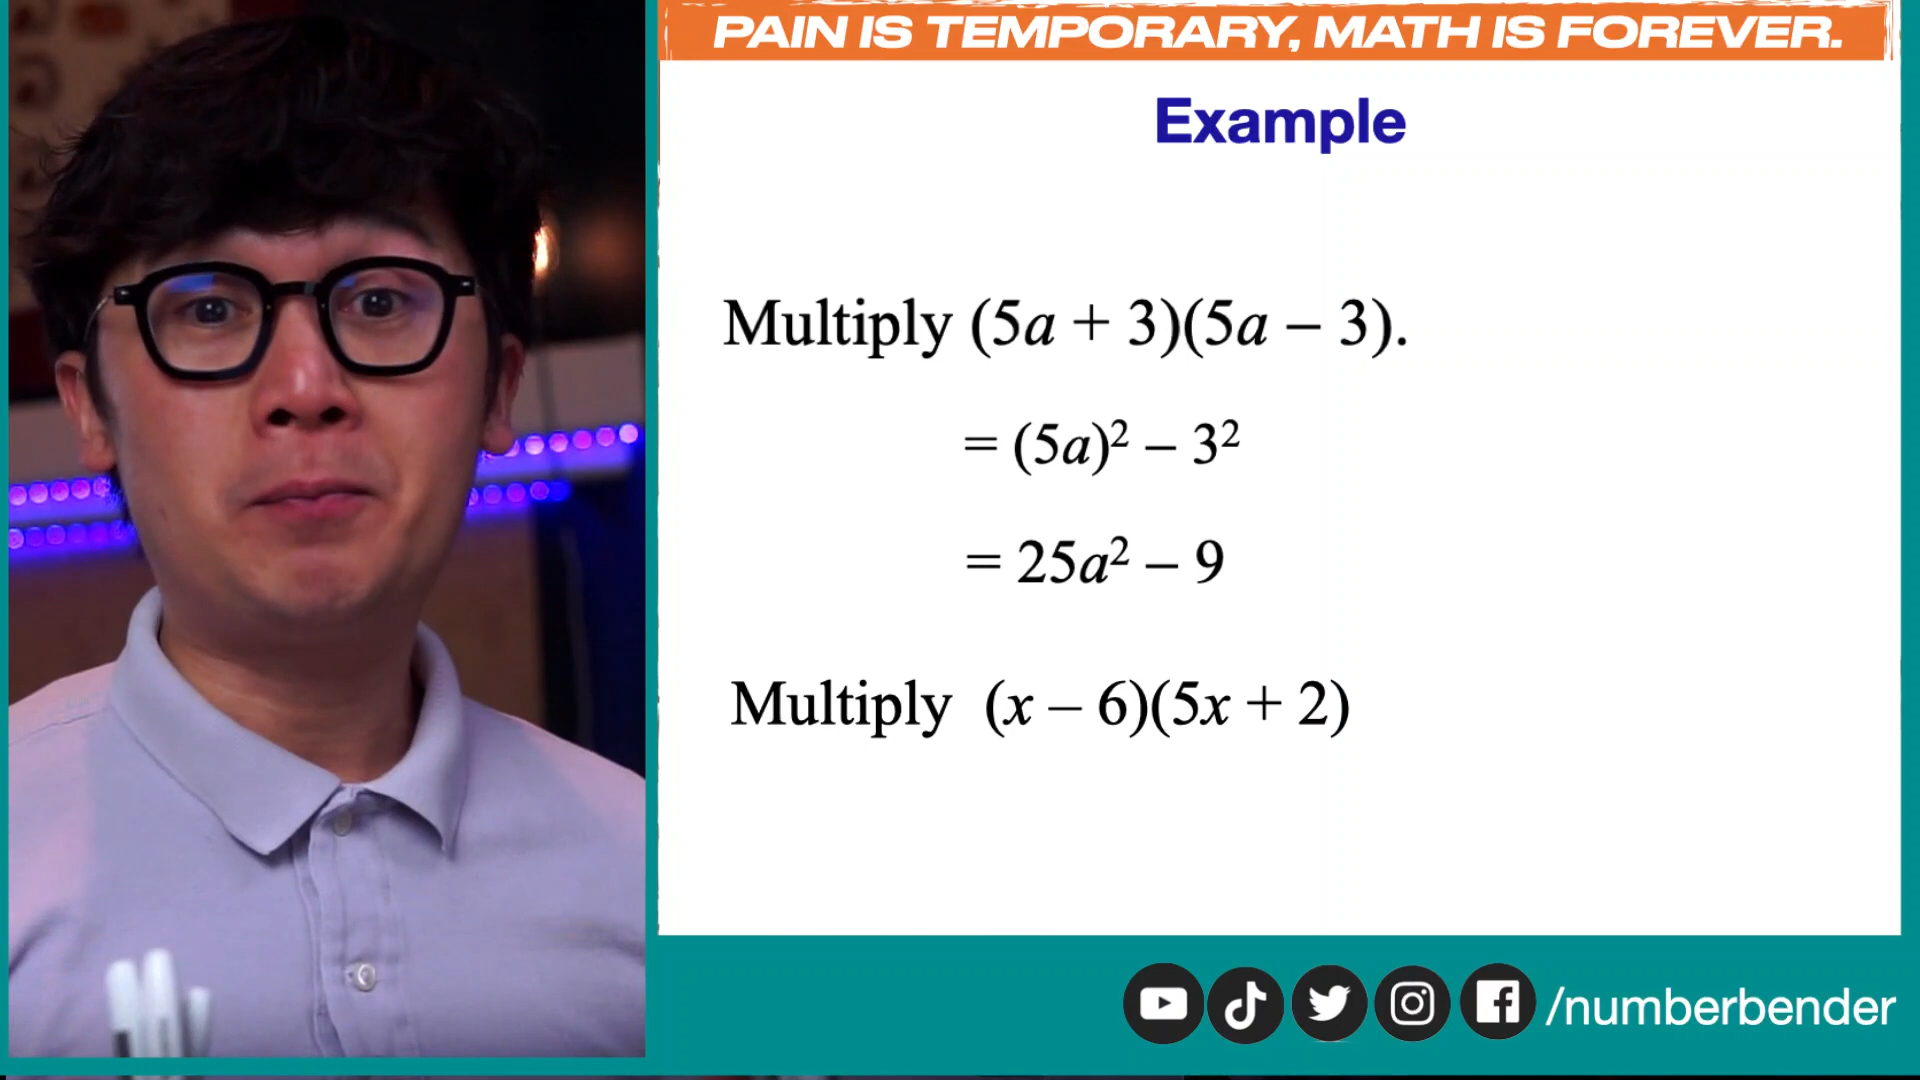 PAIN IS TEMPORARY, MATH IS FOREVER.
Example
Multiply (5a + 3)(5a – 3).
= (5a)² – 3²
= 25a² – 9
Multiply (x – 6)(5x + 2)
/numberbender